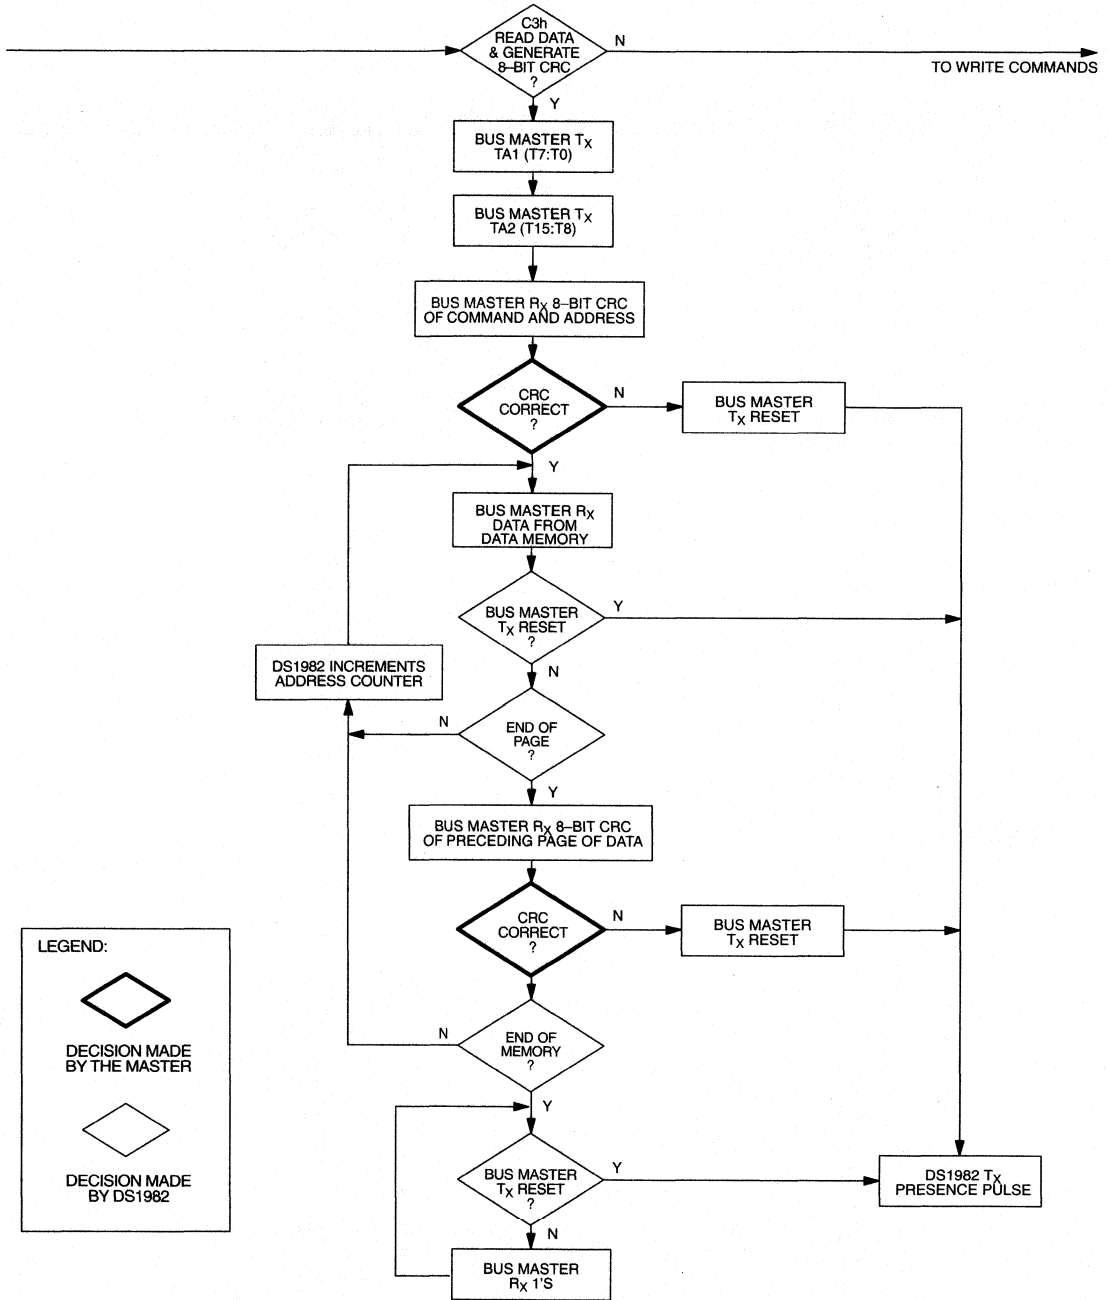 C3h
READ DATA
& GENERATE
8–BIT CRC
?
N
TO WRITE COMMANDS
Y
BUS MASTER TX
TA1 (T7:T0)
BUS MASTER TX
TA2 (T15:T8)
BUS MASTER RX 8–BIT CRC
OF COMMAND AND ADDRESS
CRC
CORRECT
?
N
BUS MASTER
TX RESET
Y
BUS MASTER RX
DATA FROM
DATA MEMORY
BUS MASTER
TX RESET
?
Y
N
DS1982 INCREMENTS
ADDRESS COUNTER
END OF
PAGE
?
N
Y
BUS MASTER RX 8–BIT CRC
OF PRECEDING PAGE OF DATA
CRC
CORRECT
?
N
BUS MASTER
TX RESET
END OF
MEMORY
?
N
Y
BUS MASTER
TX RESET
?
Y
DS1982 TX
PRESENCE PULSE
N
BUS MASTER
RX 1'S
LEGEND:
DECISION MADE
BY THE MASTER
DECISION MADE
BY DS1982